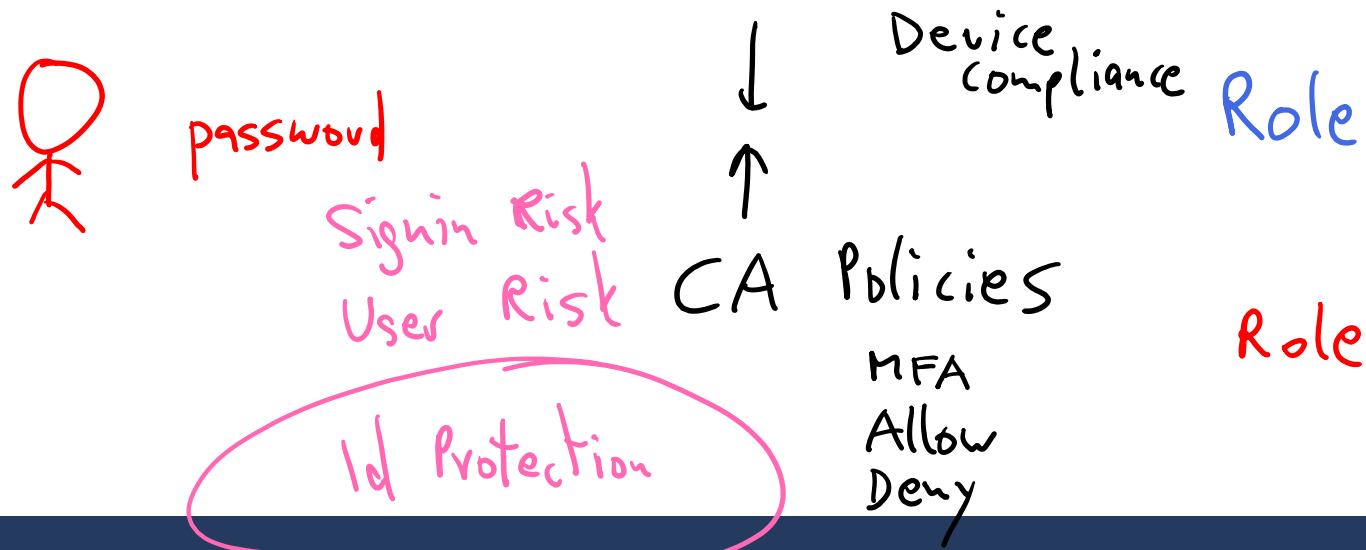 Device
compliance
Role
password
Signin Risk
User Risk
CA Policies
Role
MFA
Allow
Deny
Id Protection